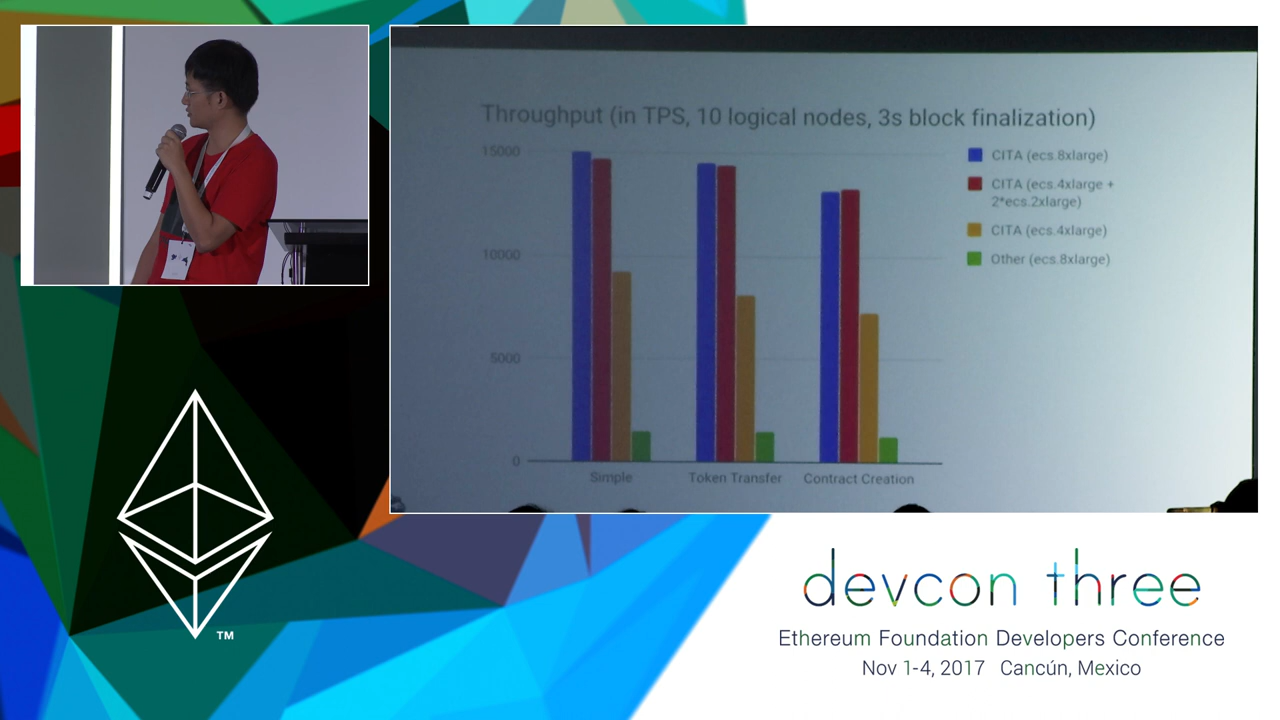 Throughput (in TPS, 10 logical nodes, 3s block finalization)
15000
10000
5000
0
Simple
Token Transfer
Contract Creation
CITA (ecs.8xlarge)
CITA (ecs.4xlarge +
2*ecs.2xlarge)
CITA (ecs.4xlarge)
Other (ecs.8xlarge)
TM
devcon three
Ethereum Foundation Developers Conference
Nov 1-4, 2017 Cancún, Mexico